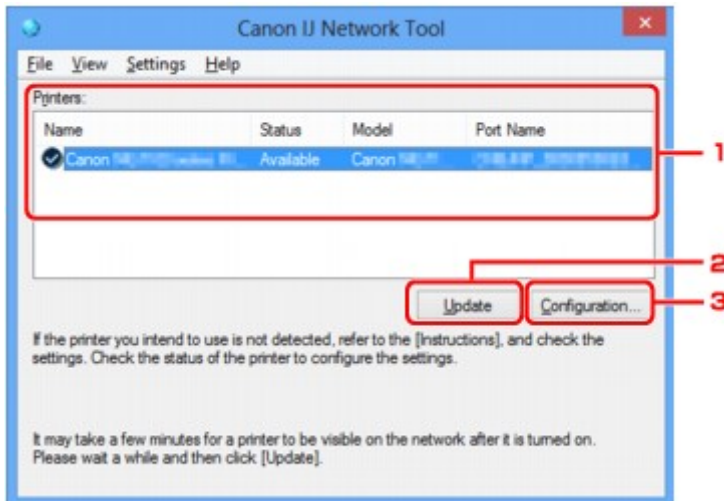 Canon IJ Network Tool
File View Settings Help
Printers:
Name Status Model Port Name
Canon Available Canon
1
2
3
Update Configuration...
If the printer you intend to use is not detected, refer to the [Instructions], and check the
settings. Check the status of the printer to configure the settings.
It may take a few minutes for a printer to be visible on the network after it is turned on.
Please wait a while and then click [Update].